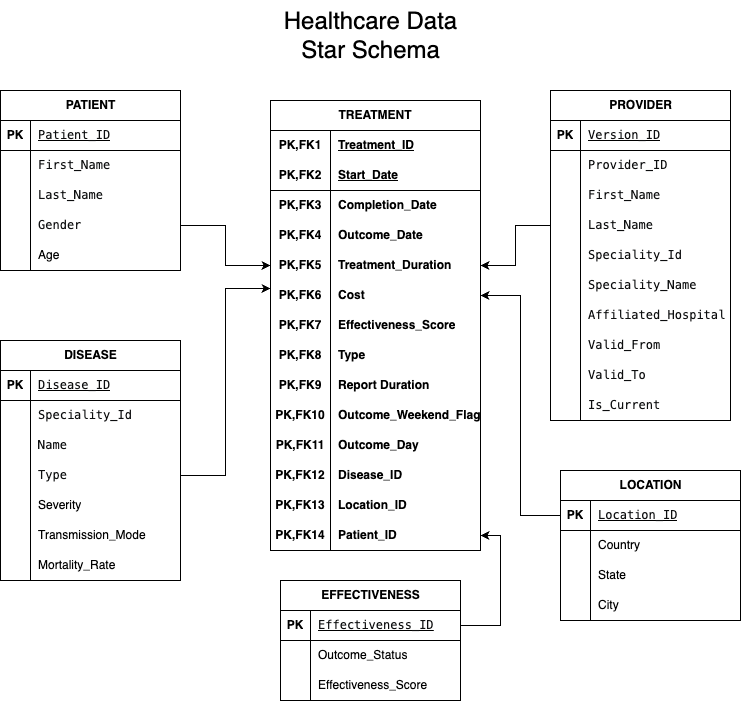 Healthcare Data
Star Schema
PATIENT
PK Patient_ID
First_Name
Last_Name
Gender
Age
DISEASE
PK Disease_ID
Speciality_Id
Name
Type
Severity
Transmission_Mode
Mortality_Rate
TREATMENT
PK,FK1 Treatment_ID
PK,FK2 Start_Date
PK,FK3 Completion_Date
PK,FK4 Outcome_Date
PK,FK5 Treatment_Duration
PK,FK6 Cost
PK,FK7 Effectiveness_Score
PK,FK8 Type
PK,FK9 Report Duration
PK,FK10 Outcome_Weekend_Flag
PK,FK11 Outcome_Day
PK,FK12 Disease_ID
PK,FK13 Location_ID
PK,FK14 Patient_ID
EFFECTIVENESS
PK Effectiveness_ID
Outcome_Status
Effectiveness_Score
PROVIDER
PK Version_ID
Provider_ID
First_Name
Last_Name
Speciality_Id
Speciality_Name
Affiliated_Hospital
Valid_From
Valid_To
Is_Current
LOCATION
PK Location_ID
Country
State
City